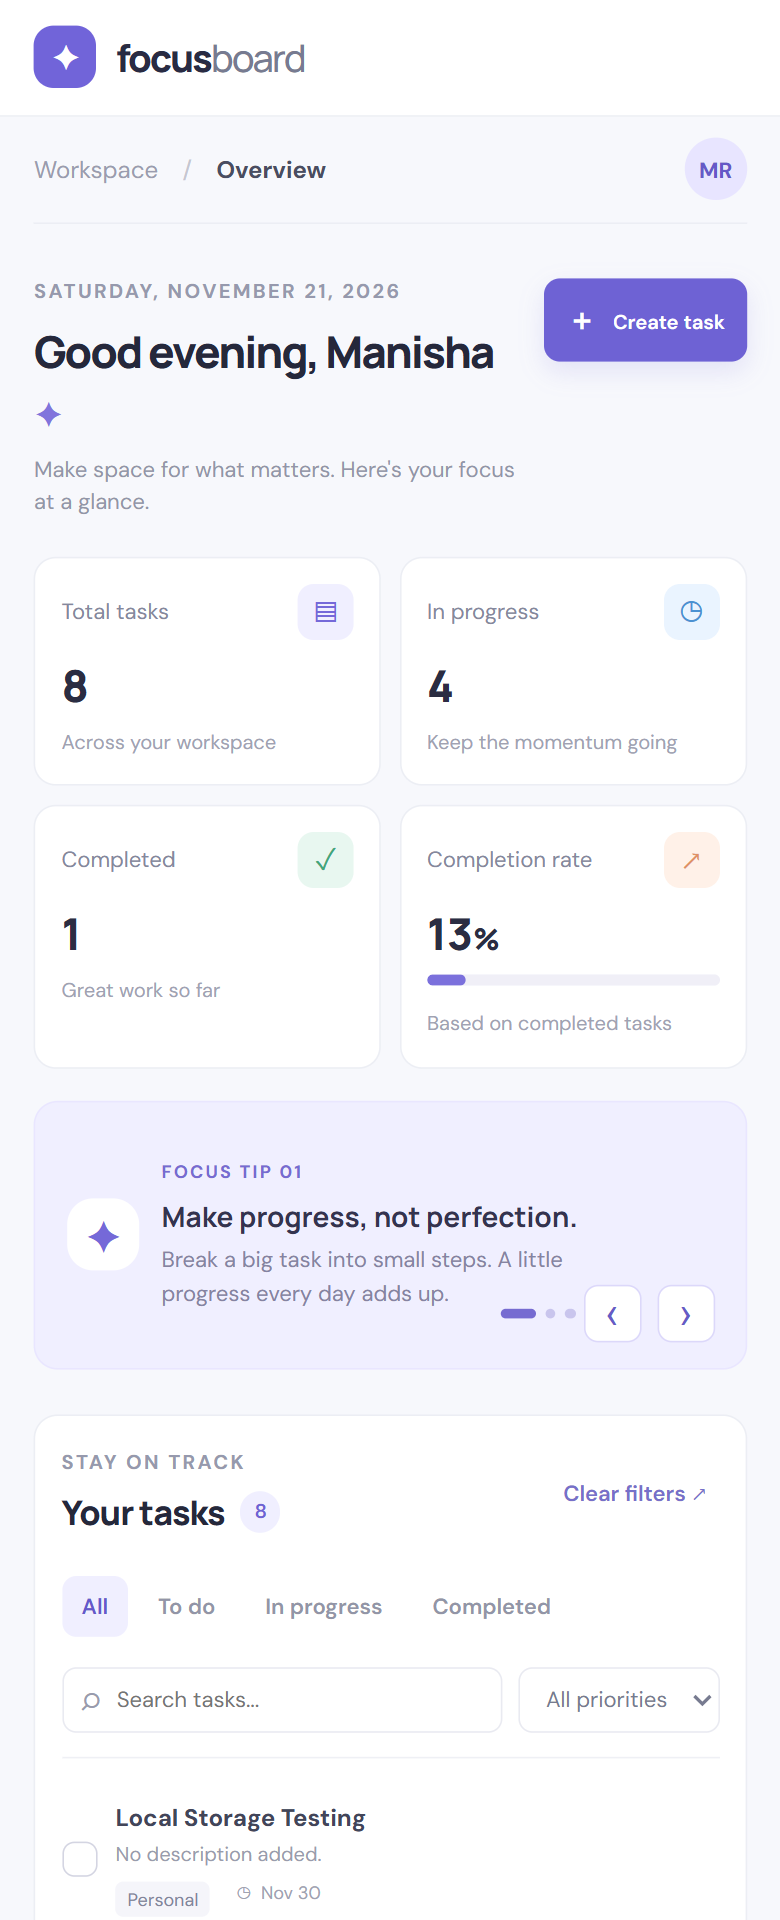 focusboard
Workspace / Overview
MR
SATURDAY, NOVEMBER 21, 2026
Good evening, Manisha
+ Create task
Make space for what matters. Here's your focus
at a glance.
Total tasks
8
Across your workspace
In progress
4
Keep the momentum going
Completed
1
Great work so far
Completion rate
13%
Based on completed tasks
FOCUS TIP 01
Make progress, not perfection.
Break a big task into small steps. A little
progress every day adds up.
STAY ON TRACK
Your tasks 8
Clear filters ↗
All To do In progress Completed
Search tasks...
All priorities
Local Storage Testing
No description added.
Personal Nov 30